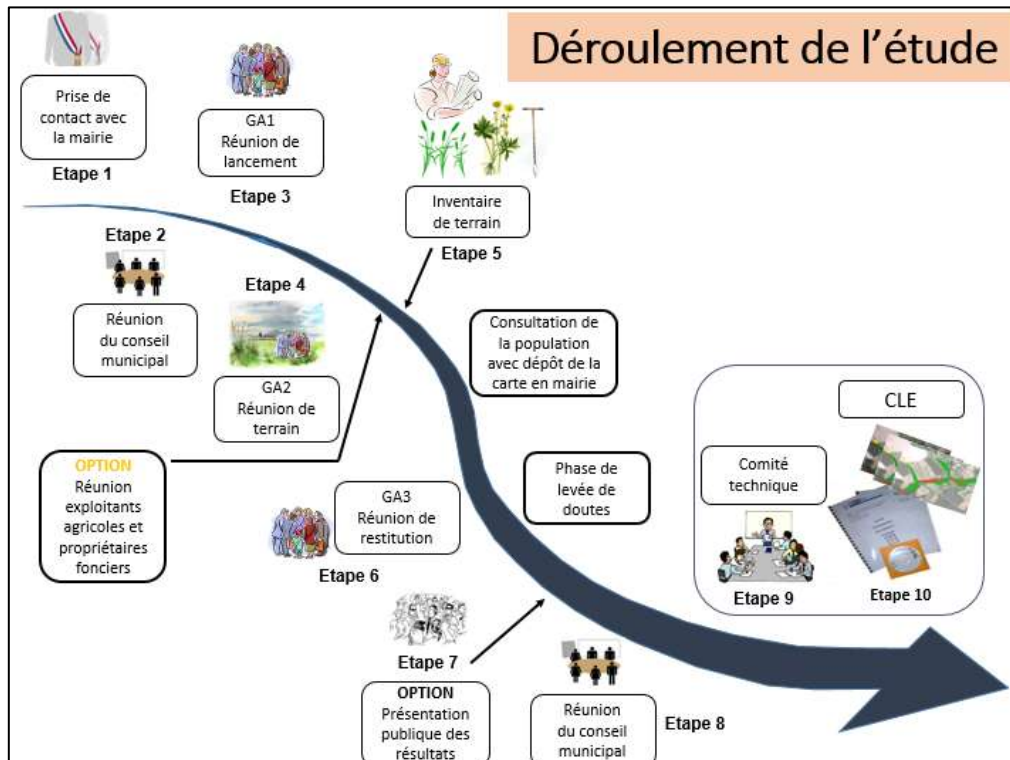 Déroulement de l’étude
Prise de
contact avec
la mairie
Etape 1
Etape 2
Réunion
du conseil
municipal
GA1
Réunion de
lancement
Etape 3
Etape 4
GA2
Réunion de
terrain
Inventaire
de terrain
Etape 5
OPTION
Réunion
exploitants
agricoles et
propriétaires
fonciers
Consultation de
la population
avec dépôt de la
carte en mairie
GA3
Réunion de
restitution
Etape 6
Phase de
levée de
doutes
Etape 7
OPTION
Présentation
publique des
résultats
Réunion
du conseil
municipal
Etape 8
Comité
technique
Etape 9
CLE
Etape 10